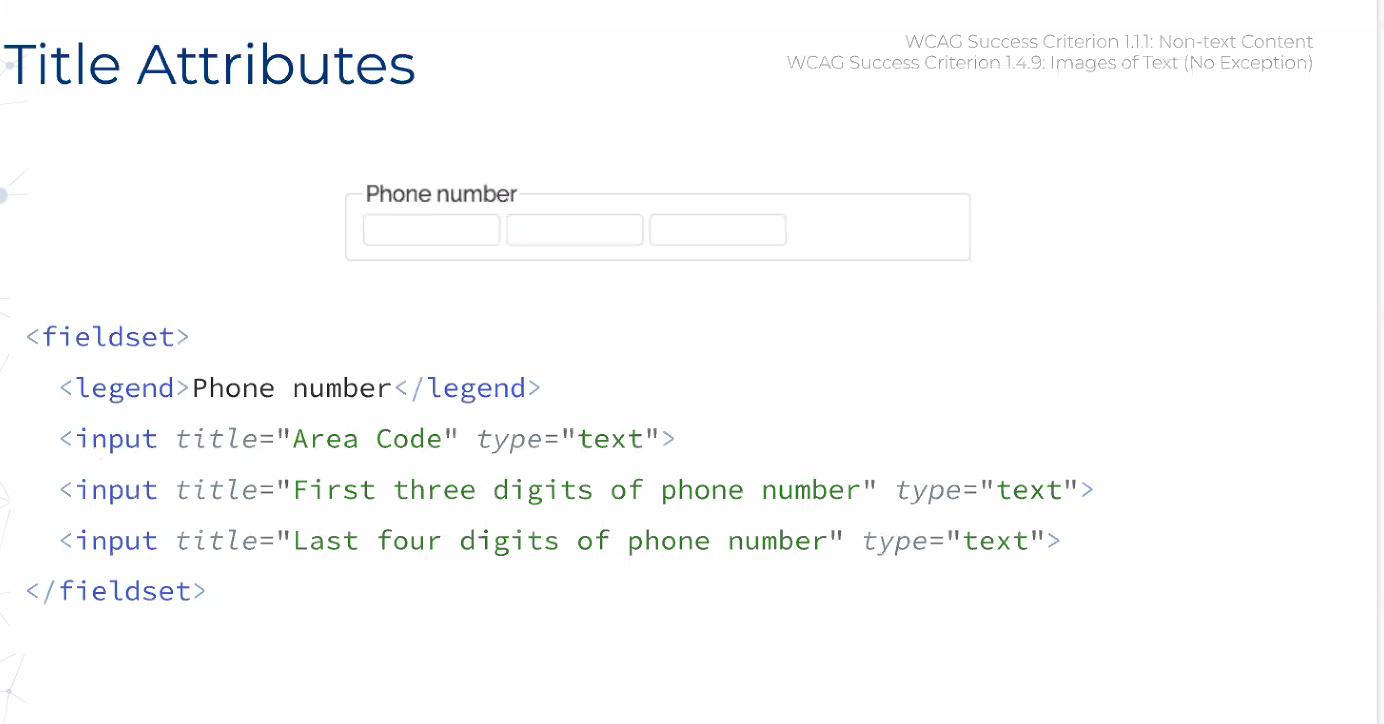 Title Attributes
WCAG Success Criterion 1.1.1: Non-text Content
WCAG Success Criterion 1.4.9: Images of Text (No Exception)
Phone number
<fieldset>
  <legend>Phone number</legend>
  <input title="Area Code" type="text">
  <input title="First three digits of phone number" type="text">
  <input title="Last four digits of phone number" type="text">
</fieldset>